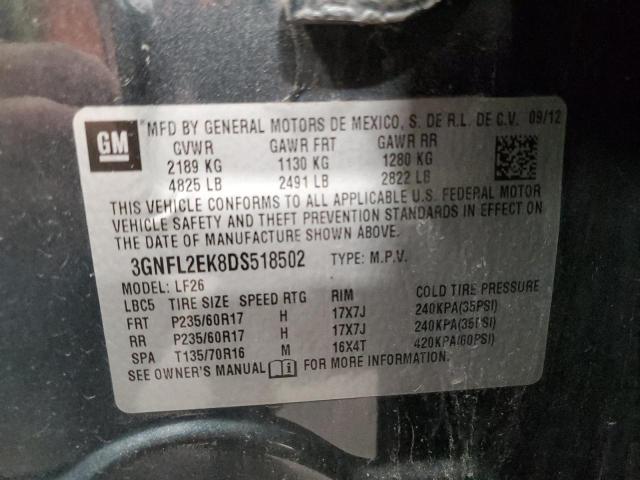 GM
MFD BY GENERAL MOTORS DE MEXICO, S. DE R.L. DE C.V. 09/12
GVWR GAWR FRT GAWR RR
2189 KG 1130 KG 1280 KG
4825 LB 2491 LB 2822 LB
THIS VEHICLE CONFORMS TO ALL APPLICABLE U.S. FEDERAL MOTOR
VEHICLE SAFETY AND THEFT PREVENTION STANDARDS IN EFFECT ON
THE DATE OF MANUFACTURE SHOWN ABOVE.
3GNFL2EK8DS518502 TYPE: M.P.V.
MODEL: LF26
LBC5 TIRE SIZE SPEED RTG RIM COLD TIRE PRESSURE
FRT P235/60R17 H 17X7J 240KPA(35PSI)
RR P235/60R17 H 17X7J 240KPA(35PSI)
SPA T135/70R16 M 16X4T 420KPA(60PSI)
SEE OWNER'S MANUAL FOR MORE INFORMATION.